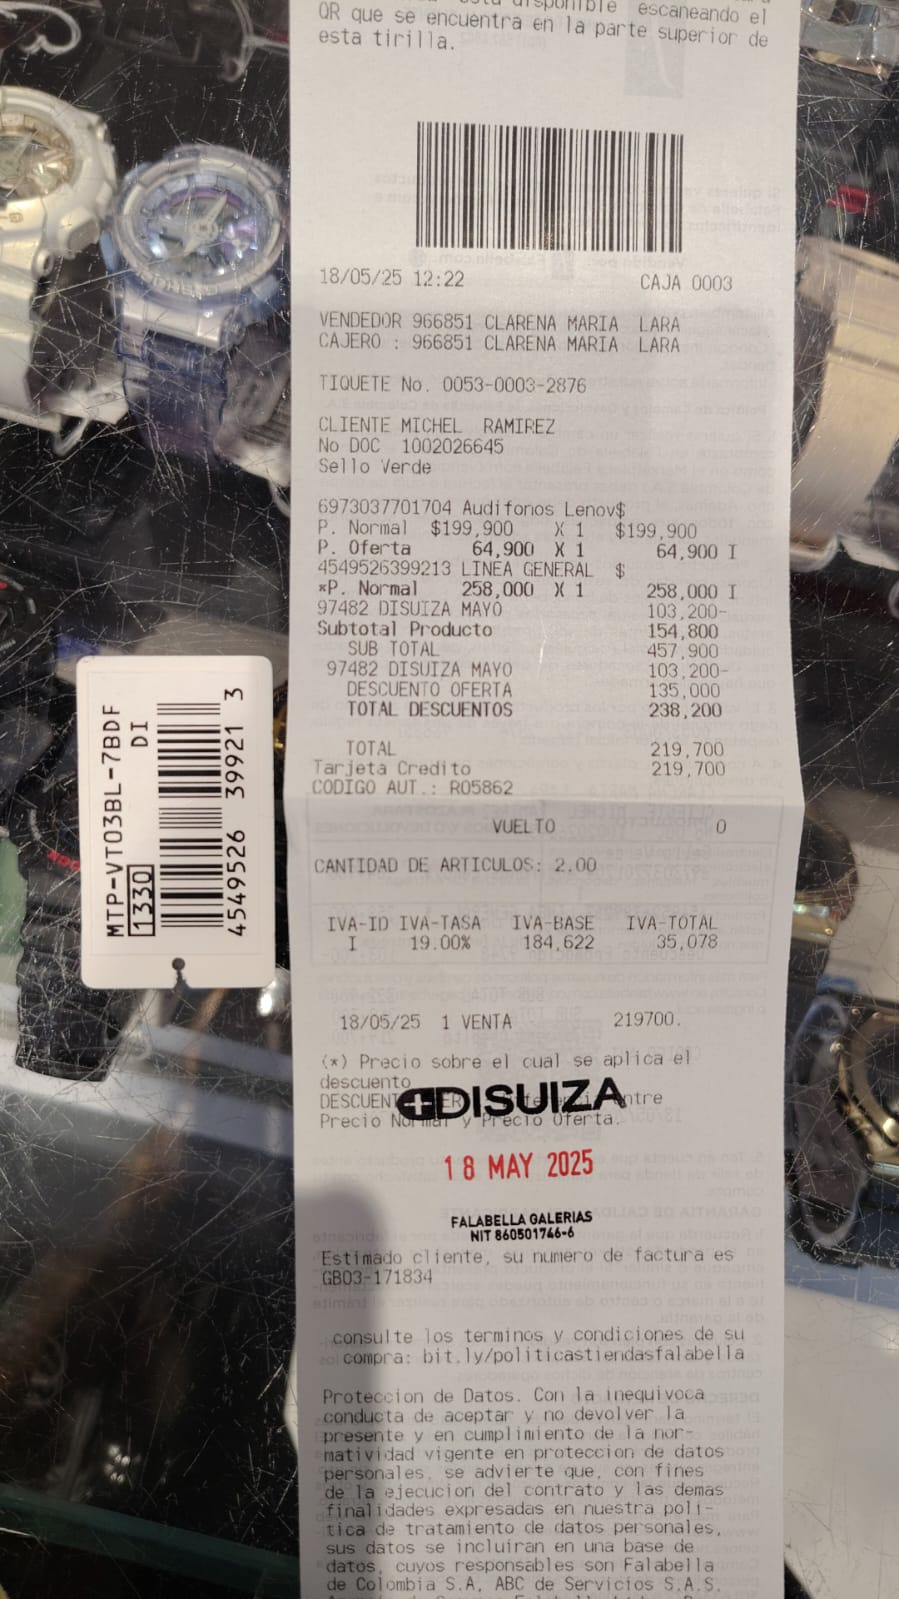 disponible escaneando el
QR que se encuentra en la parte superior de
esta tirilla.
18/05/25 12:22 CAJA 0003
VENDEDOR 966851 CLARENA MARIA LARA
CAJERO : 966851 CLARENA MARIA LARA
TIQUETE No. 0053-0003-2876
CLIENTE MICHEL RAMIREZ
No DOC 1002026645
Sello Verde
6973037701704 Audifonos Lenov$
P. Normal $199,900 X 1 $199,900
P. Oferta 64,900 X 1 64,900 I
4549526399213 LINEA GENERAL $
*P. Normal 258,000 X 1 258,000 I
97482 DISUIZA MAYO 103,200-
Subtotal Producto 154,800
SUB TOTAL 457,900
97482 DISUIZA MAYO 103,200-
DESCUENTO OFERTA 135,000
TOTAL DESCUENTOS 238,200
TOTAL 219,700
Tarjeta Credito 219,700
CODIGO AUT.: R05862
VUELTO 0
CANTIDAD DE ARTICULOS: 2.00
IVA-ID IVA-TASA IVA-BASE IVA-TOTAL
I 19.00% 184,622 35,078
18/05/25 1 VENTA 219700.
(*) Precio sobre el cual se aplica el
descuento
DISUIZA
Precio Normal y Precio Oferta.
18 MAY 2025
FALABELLA GALERIAS
NIT 860501746-6
Estimado cliente, su numero de factura es
GB03-171834
consulte los terminos y condiciones de su
compra: bit.ly/politicastiendasfalabella
Proteccion de Datos. Con la inequivoca
conducta de aceptar y no devolver la
presente y en cumplimiento de la nor-
matividad vigente en proteccion de datos
personales, se advierte que, con fines
de la ejecucion del contrato y las demas
finalidades expresadas en nuestra poli-
tica de tratamiento de datos personales,
sus datos se incluiran en una base de
datos, cuyos responsables son Falabella
de Colombia S.A, ABC de Servicios S.A.S.
MTP-VT03BL-7BDF
DI
1330
4549526 39921 3